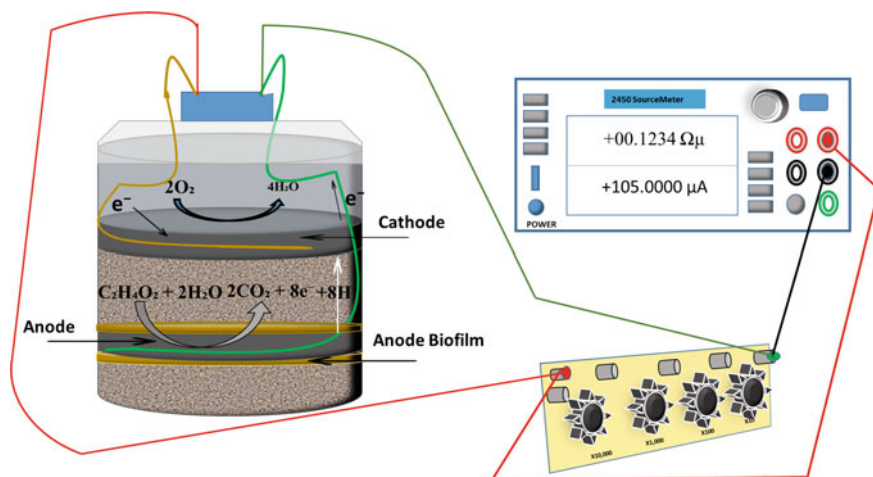 2450 SourceMeter
+00.1234 Ωμ
+105.0000 μA
POWER
2O₂
4H₂O
e⁻
e⁻
Cathode
C₂H₄O₂ + 2H₂O 2CO₂ + 8e⁻ +8H
Anode
Anode Biofilm
X10,000
X1,000
X100